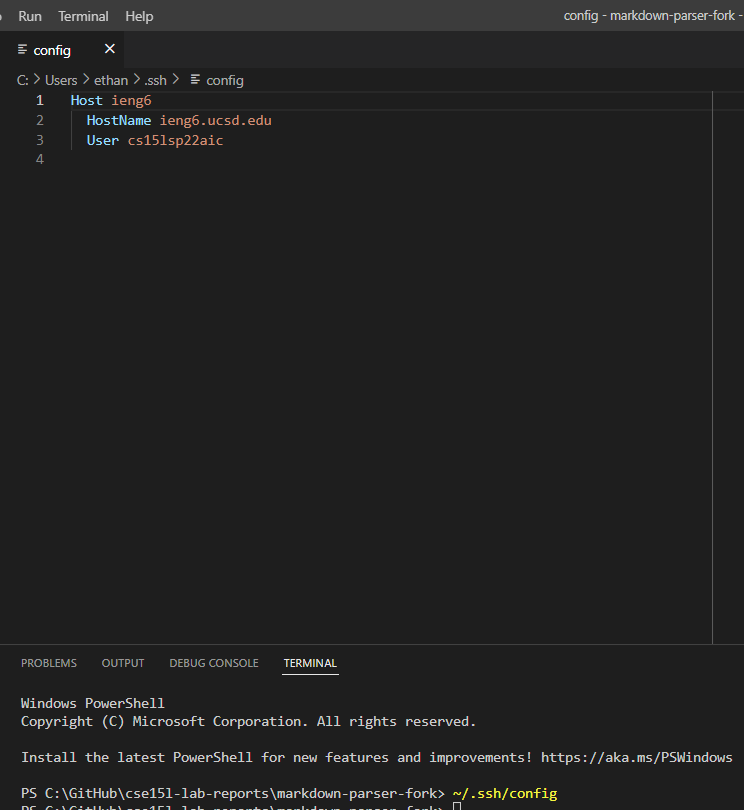 Run Terminal Help config - markdown-parser-fork -
config
C: > Users > ethan > .ssh > config
1 Host ieng6
2 HostName ieng6.ucsd.edu
3 User cs15lsp22aic
4
PROBLEMS OUTPUT DEBUG CONSOLE TERMINAL
Windows PowerShell
Copyright (C) Microsoft Corporation. All rights reserved.
Install the latest PowerShell for new features and improvements! https://aka.ms/PSWindows
PS C:\GitHub\cse15l-lab-reports\markdown-parser-fork> ~/.ssh/config
PS C:\GitHub\cse15l-lab-reports\markdown-parser-fork>